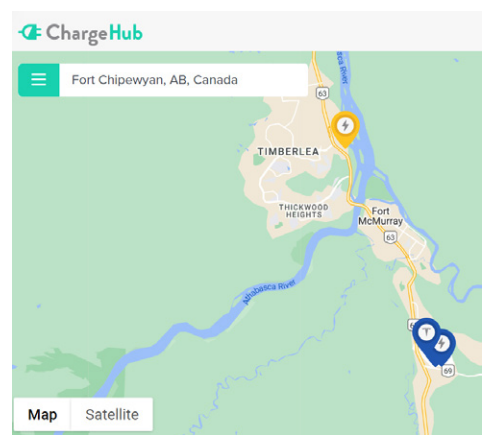 ChargeHub
Fort Chipewyan, AB, Canada
63
TIMBERLEA
THICKWOOD
HEIGHTS
Fort
McMurray
63
Athabasca River
T
69
Map
Satellite